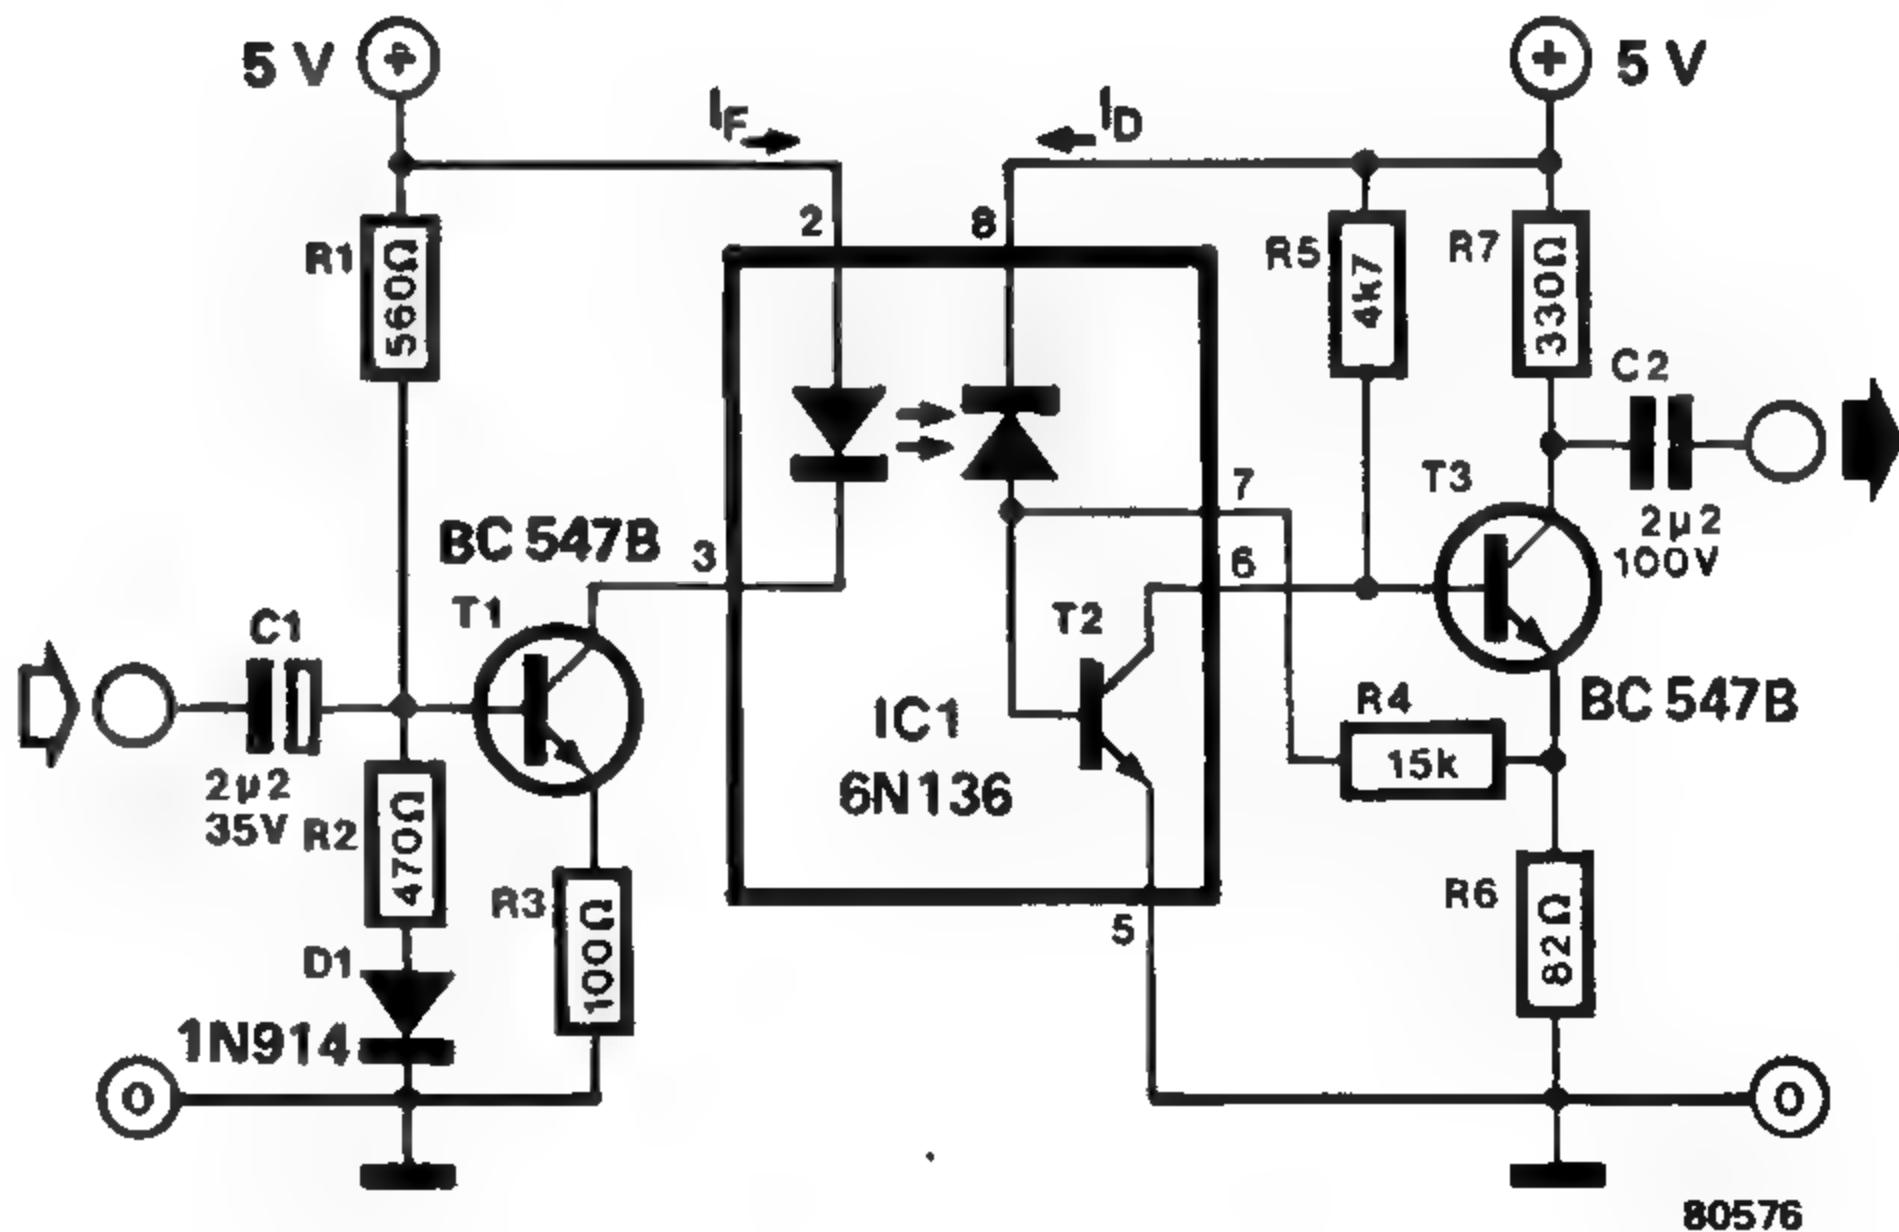 5 V
+
+
5 V
IF
ID
2
8
R1
560Ω
R5
4k7
R7
330Ω
C2
2µ2
100V
7
6
T3
BC 547B
BC 547B
3
T1
C1
2µ2
35V
T2
IC1
6N136
R4
15k
R2
470Ω
R3
100Ω
R6
82Ω
5
D1
1N914
0
0
80576